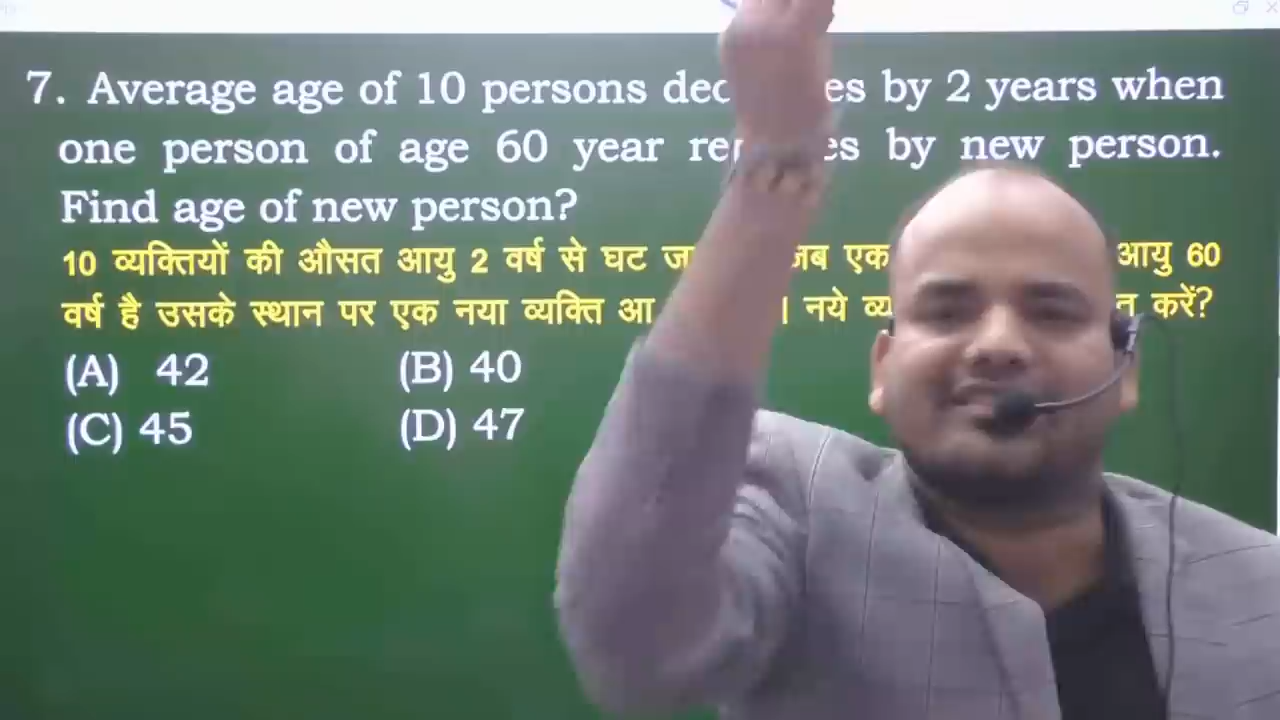 7. Average age of 10 persons dec es by 2 years when
one person of age 60 year re es by new person.
Find age of new person?
10 व्यक्तियों की औसत आयु 2 वर्ष से घट जब एक आयु 60
वर्ष है उसके स्थान पर एक नया व्यक्ति आ । नये करें?
(A) 42 (B) 40
(C) 45 (D) 47